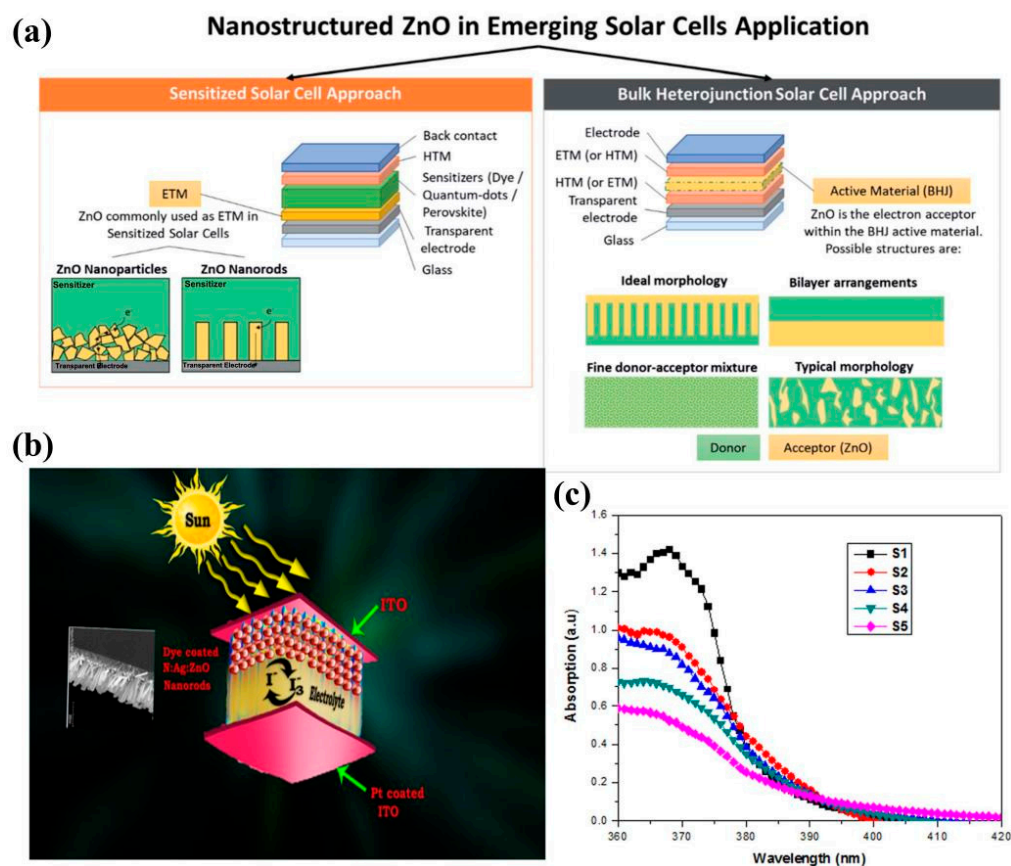 (a)
Nanostructured ZnO in Emerging Solar Cells Application
Sensitized Solar Cell Approach
Back contact
HTM
Sensitizers (Dye /
Quantum-dots /
Perovskite)
Transparent
electrode
Glass
ETM
ZnO commonly used as ETM in
Sensitized Solar Cells
ZnO Nanoparticles
ZnO Nanorods
Sensitizer
e-
Transparent Electrode
Sensitizer
e-
Transparent Electrode
Bulk Heterojunction Solar Cell Approach
Electrode
ETM (or HTM)
HTM (or ETM)
Transparent
electrode
Glass
Active Material (BHJ)
ZnO is the electron acceptor
within the BHJ active material.
Possible structures are:
Ideal morphology
Bilayer arrangements
Fine donor-acceptor mixture
Typical morphology
Donor
Acceptor (ZnO)
(b)
Sun
ITO
Dye coated
N:Ag:ZnO
Nanorods
I-
I-3
Electrolyte
Pt coated
ITO
(c)
Absorption (a.u)
1.6
1.4
1.2
1.0
0.8
0.6
0.4
0.2
0.0
S1
S2
S3
S4
S5
360
370
380
390
400
410
420
Wavelength (nm)